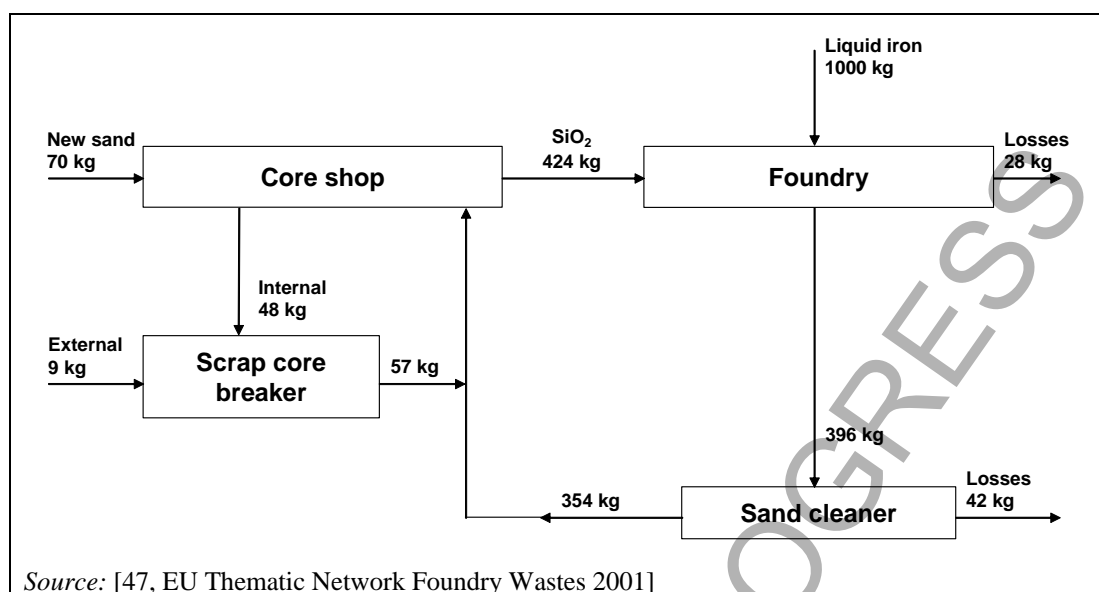 Liquid iron
1000 kg
New sand
70 kg
Core shop
SiO₂
424 kg
Foundry
Losses
28 kg
Internal
48 kg
External
9 kg
Scrap core
breaker
57 kg
396 kg
354 kg
Sand cleaner
Losses
42 kg
Source: [47, EU Thematic Network Foundry Wastes 2001]
OGRESS